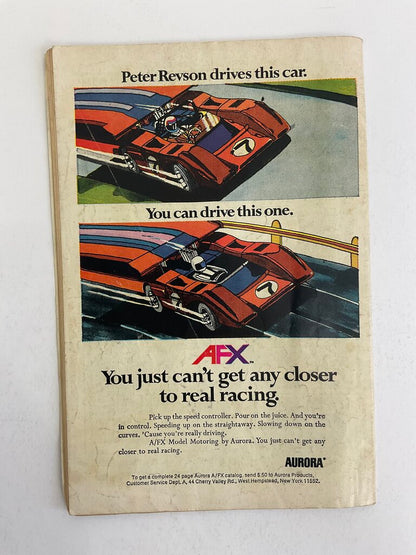 Peter Revson drives this car.
7
7
You can drive this one.
7
7
AFX™
You just can't get any closer
to real racing.
Pick up the speed controller. Pour on the juice. And you're
in control. Speeding up on the straightaway. Slowing down on the
curves. 'Cause you're really driving.
A/FX Model Motoring by Aurora. You just can't get any
closer to real racing.
AURORA®
To get a complete 24 page Aurora A/FX catalog, send $.50 to Aurora Products,
Customer Service Dept. A, 44 Cherry Valley Rd., West Hempstead, New York 11552.